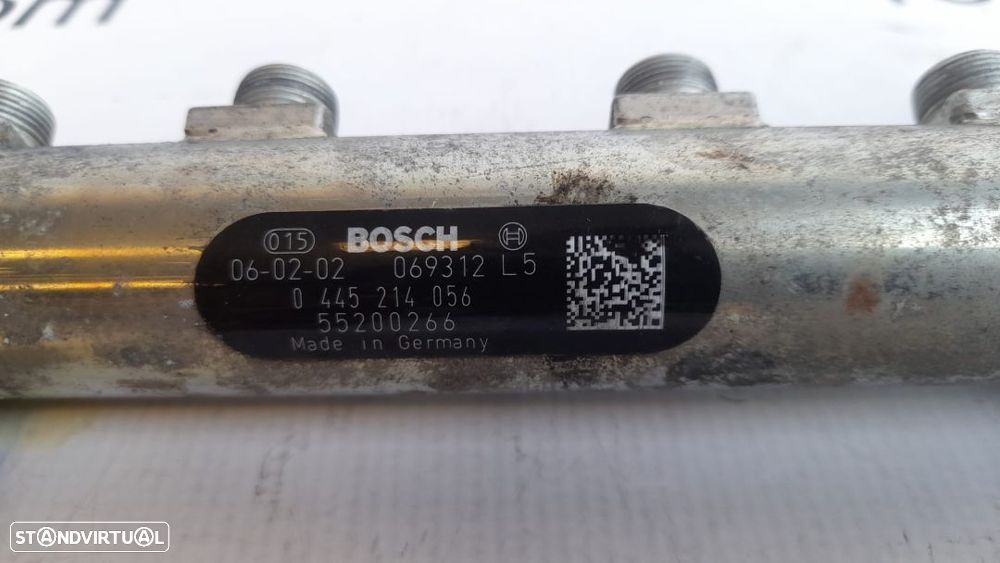 015 BOSCH
06-02-02 069312 L5
0 445 214 056
55200266
Made in Germany
STANDVIRTUAL